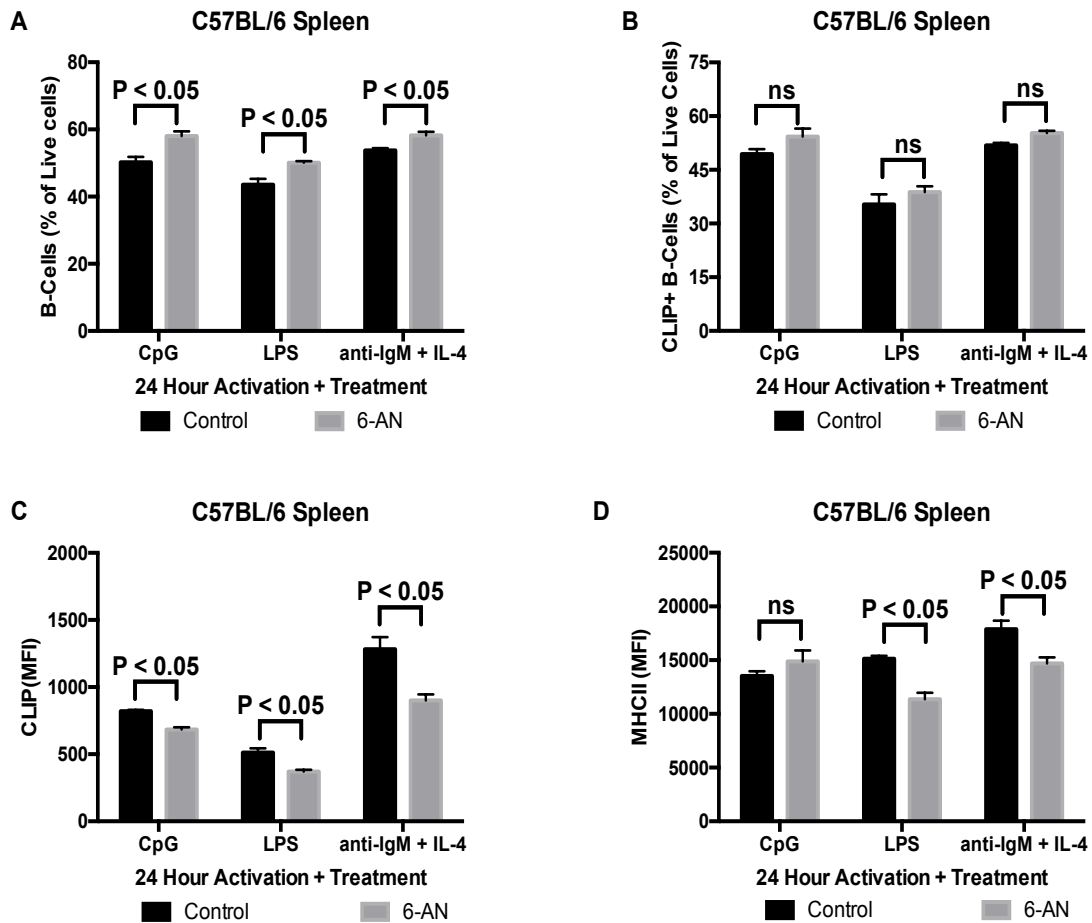 A
C57BL/6 Spleen
B-Cells (% of Live cells)
80
60
40
20
0
P < 0.05
P < 0.05
P < 0.05
CpG
LPS
anti-IgM + IL-4
24 Hour Activation + Treatment
Control
6-AN
B
C57BL/6 Spleen
CLIP+ B-Cells (% of Live Cells)
75
60
45
30
15
0
ns
ns
ns
CpG
LPS
anti-IgM + IL-4
24 Hour Activation + Treatment
Control
6-AN
C
C57BL/6 Spleen
CLIP(MFI)
2000
1500
1000
500
0
P < 0.05
P < 0.05
P < 0.05
CpG
LPS
anti-IgM + IL-4
24 Hour Activation + Treatment
Control
6-AN
D
C57BL/6 Spleen
MHCII (MFI)
25000
20000
15000
10000
5000
0
ns
P < 0.05
P < 0.05
CpG
LPS
anti-IgM + IL-4
24 Hour Activation + Treatment
Control
6-AN